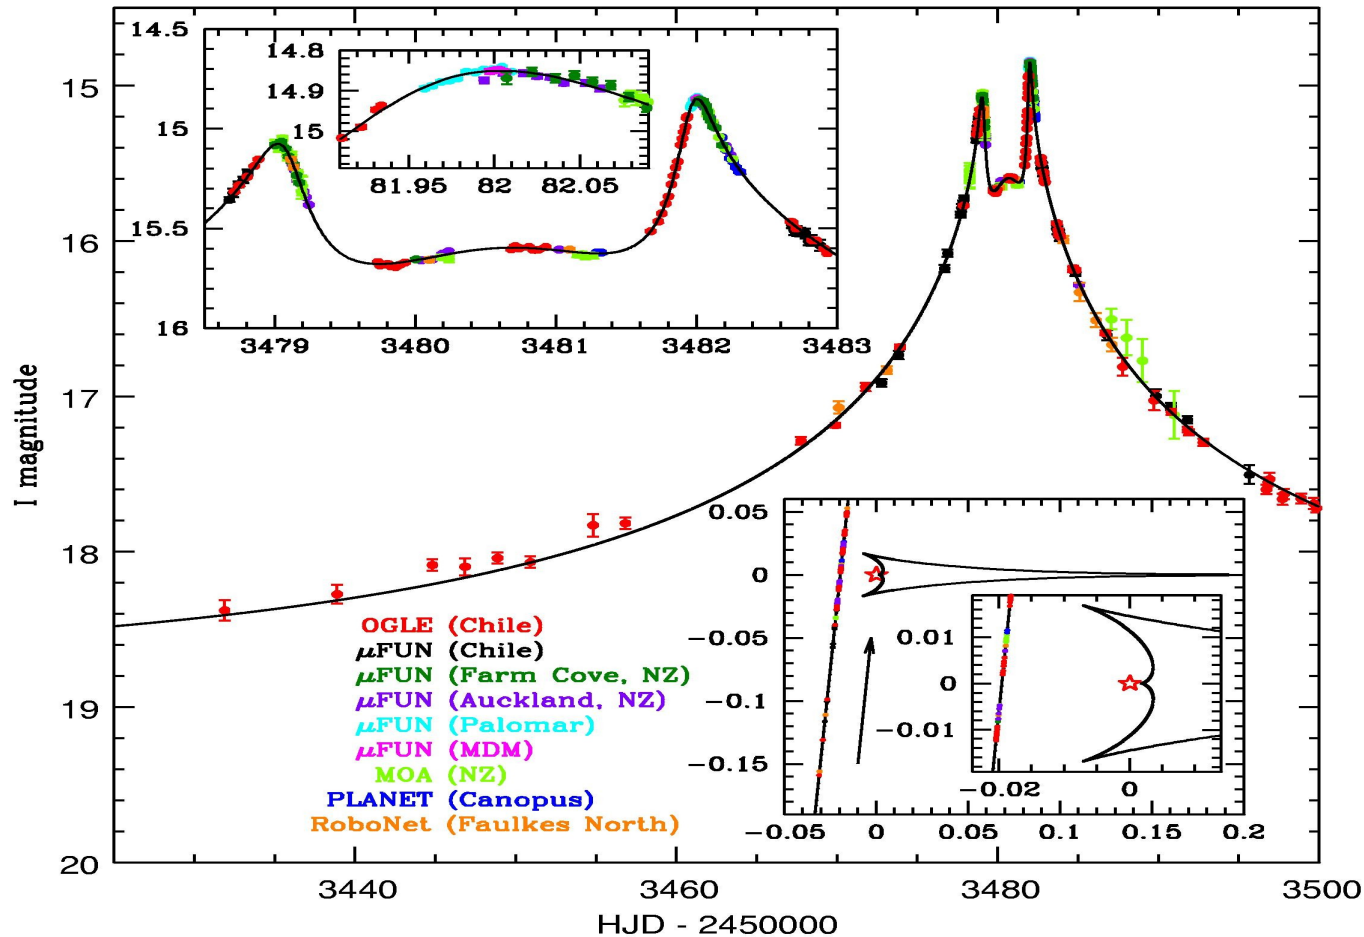 14.5
15
15.5
16
3479 3480 3481 3482 3483
14.8
14.9
15
81.95 82 82.05
15
16
17
18
19
20
I magnitude
OGLE (Chile)
μFUN (Chile)
μFUN (Farm Cove, NZ)
μFUN (Auckland, NZ)
μFUN (Palomar)
μFUN (MDM)
MOA (NZ)
PLANET (Canopus)
RoboNet (Faulkes North)
0.05
0
−0.05
−0.1
−0.15
−0.05 0 0.05 0.1 0.15 0.2
0.01
0
−0.01
−0.02 0
3440 3460 3480 3500
HJD - 2450000